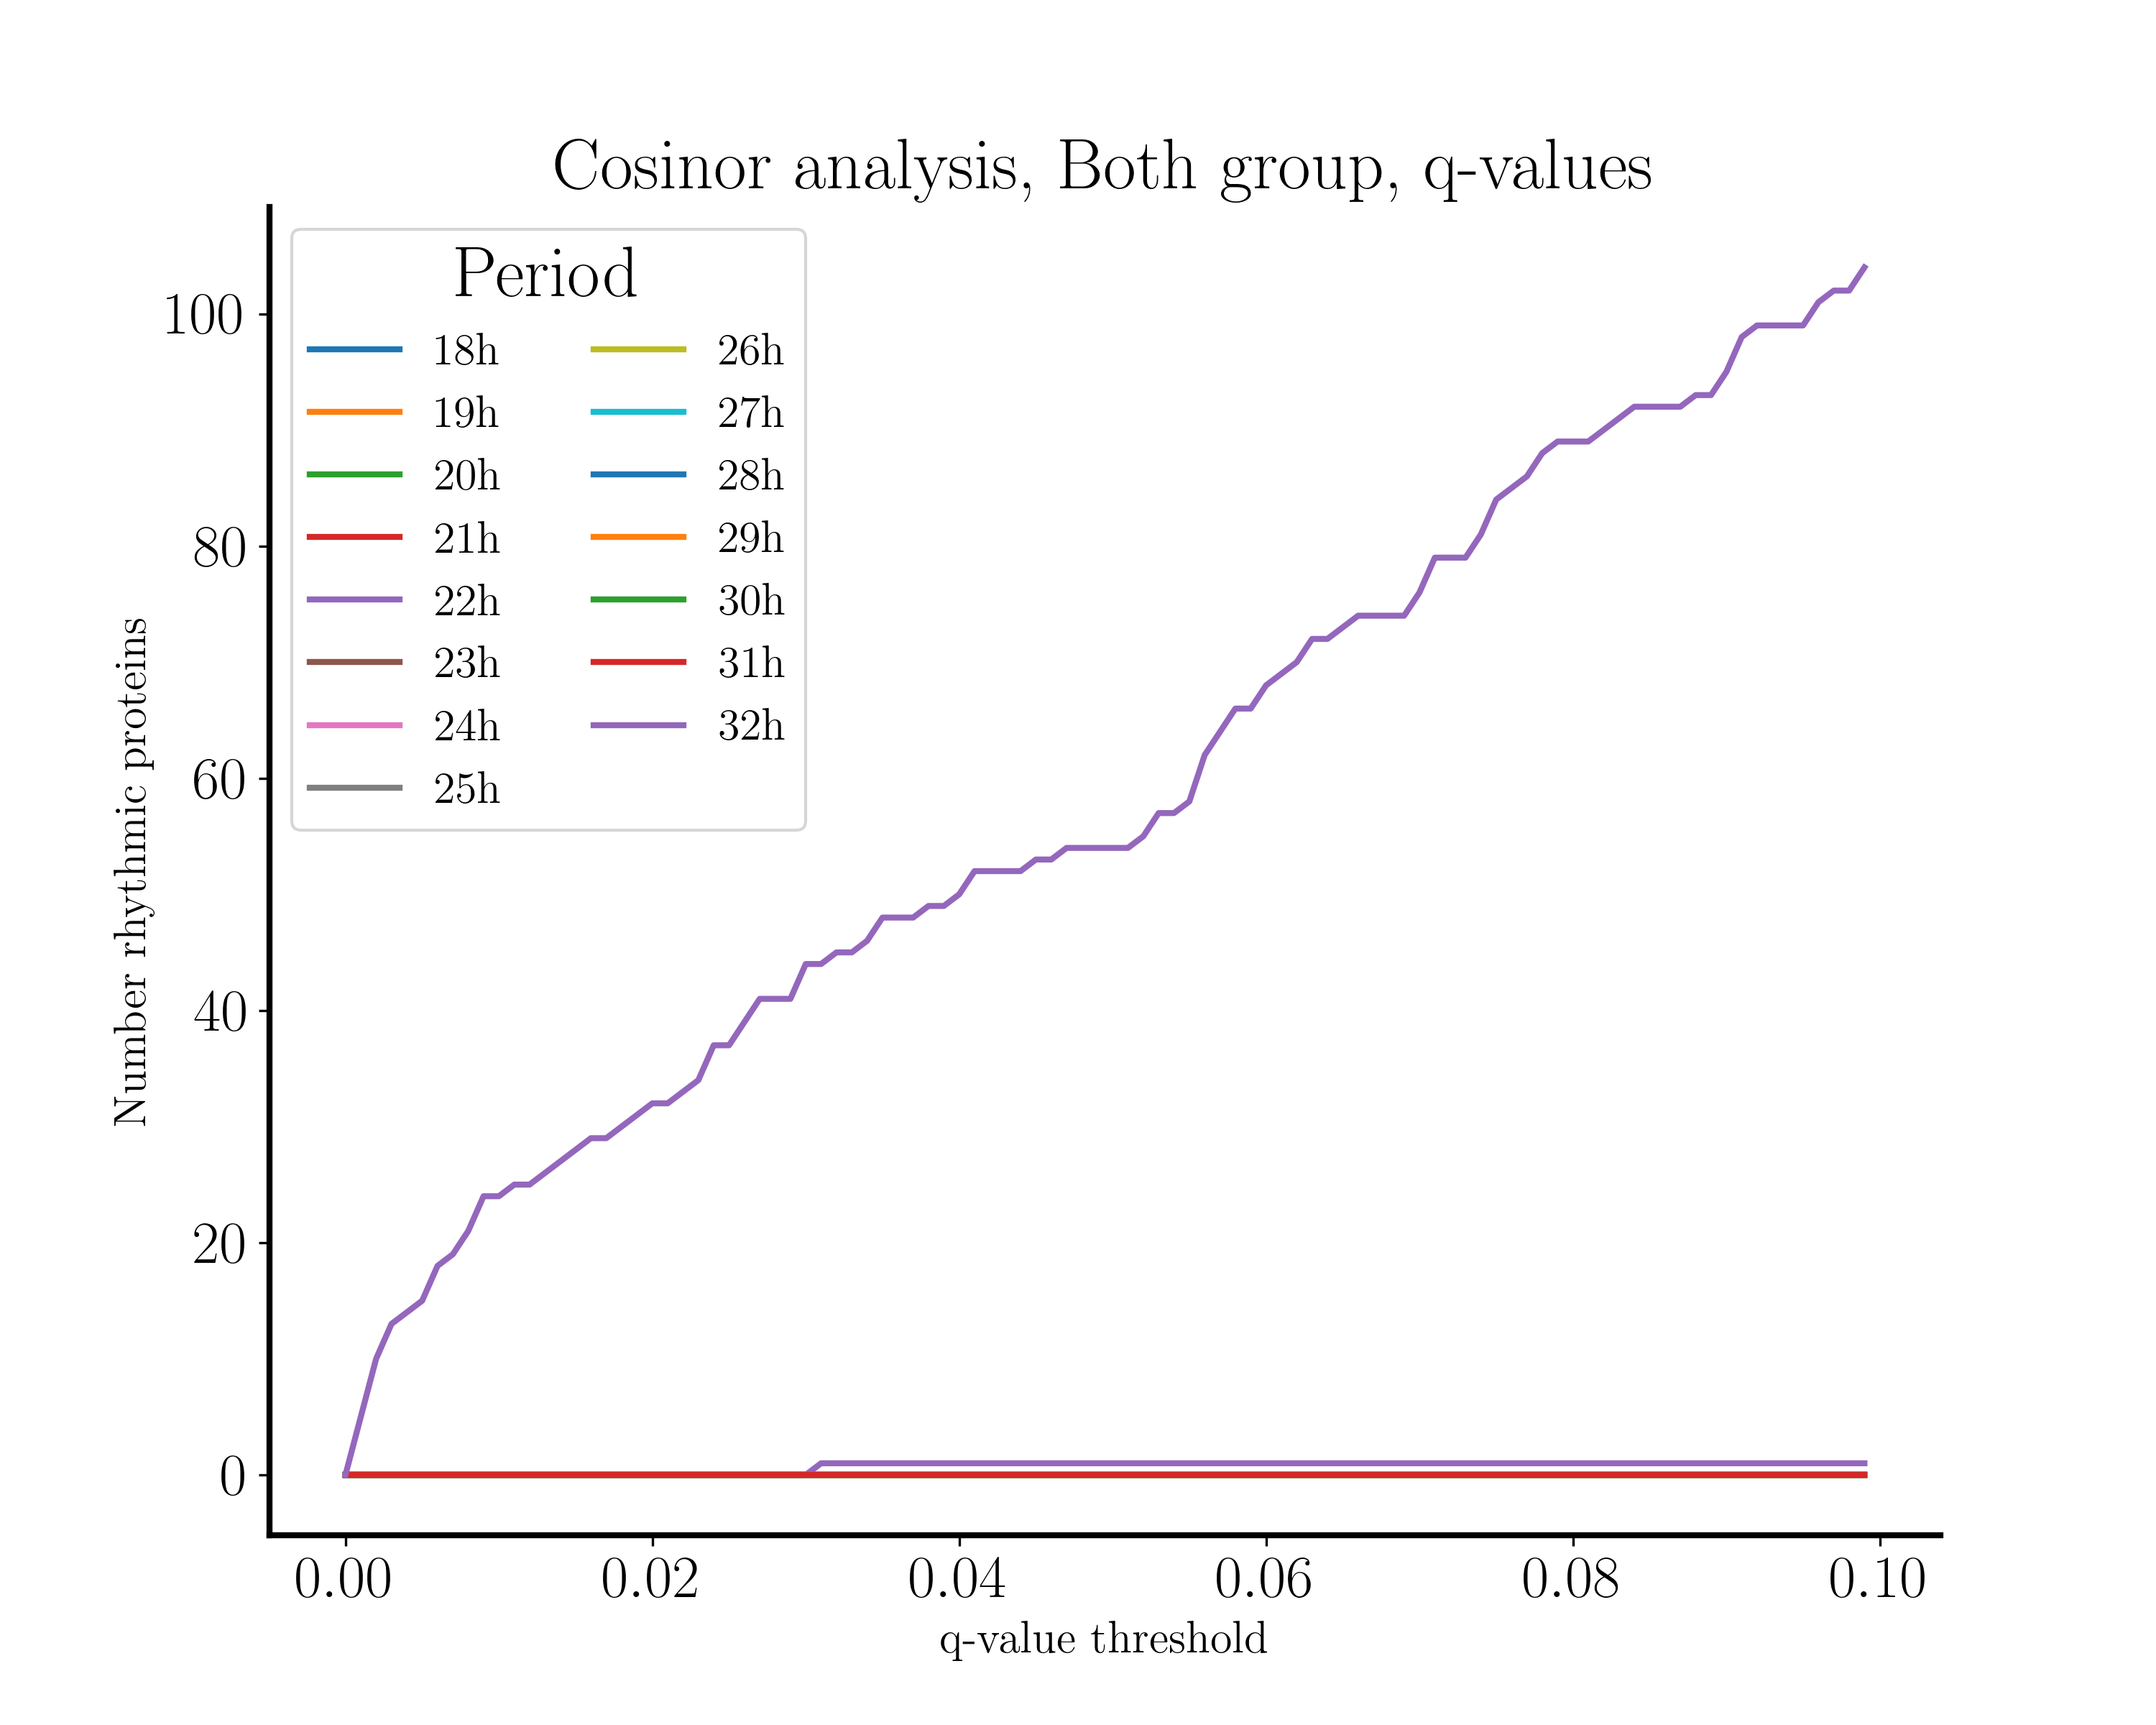 Cosinor analysis, Both group, q-values
Period
18h
19h
20h
21h
22h
23h
24h
25h
26h
27h
28h
29h
30h
31h
32h
Number rhythmic proteins
100
80
60
40
20
0
0.00 0.02 0.04 0.06 0.08 0.10
q-value threshold